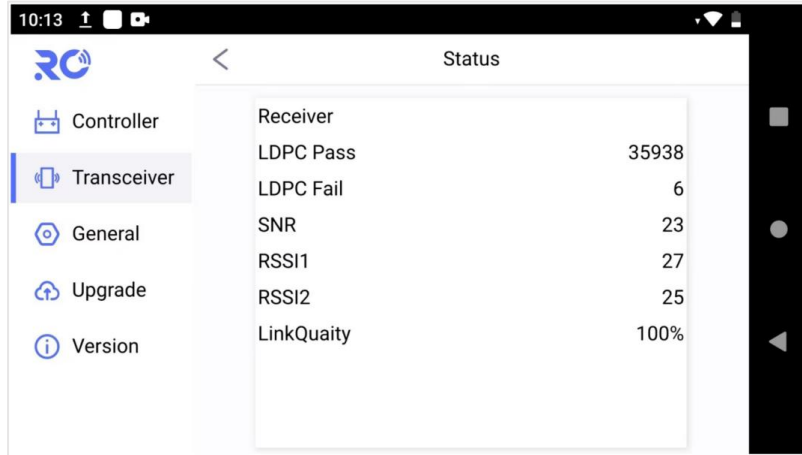 10:13
RC
Status
Controller
Transceiver
General
Upgrade
Version
Receiver
LDPC Pass 35938
LDPC Fail 6
SNR 23
RSSI1 27
RSSI2 25
LinkQuaity 100%